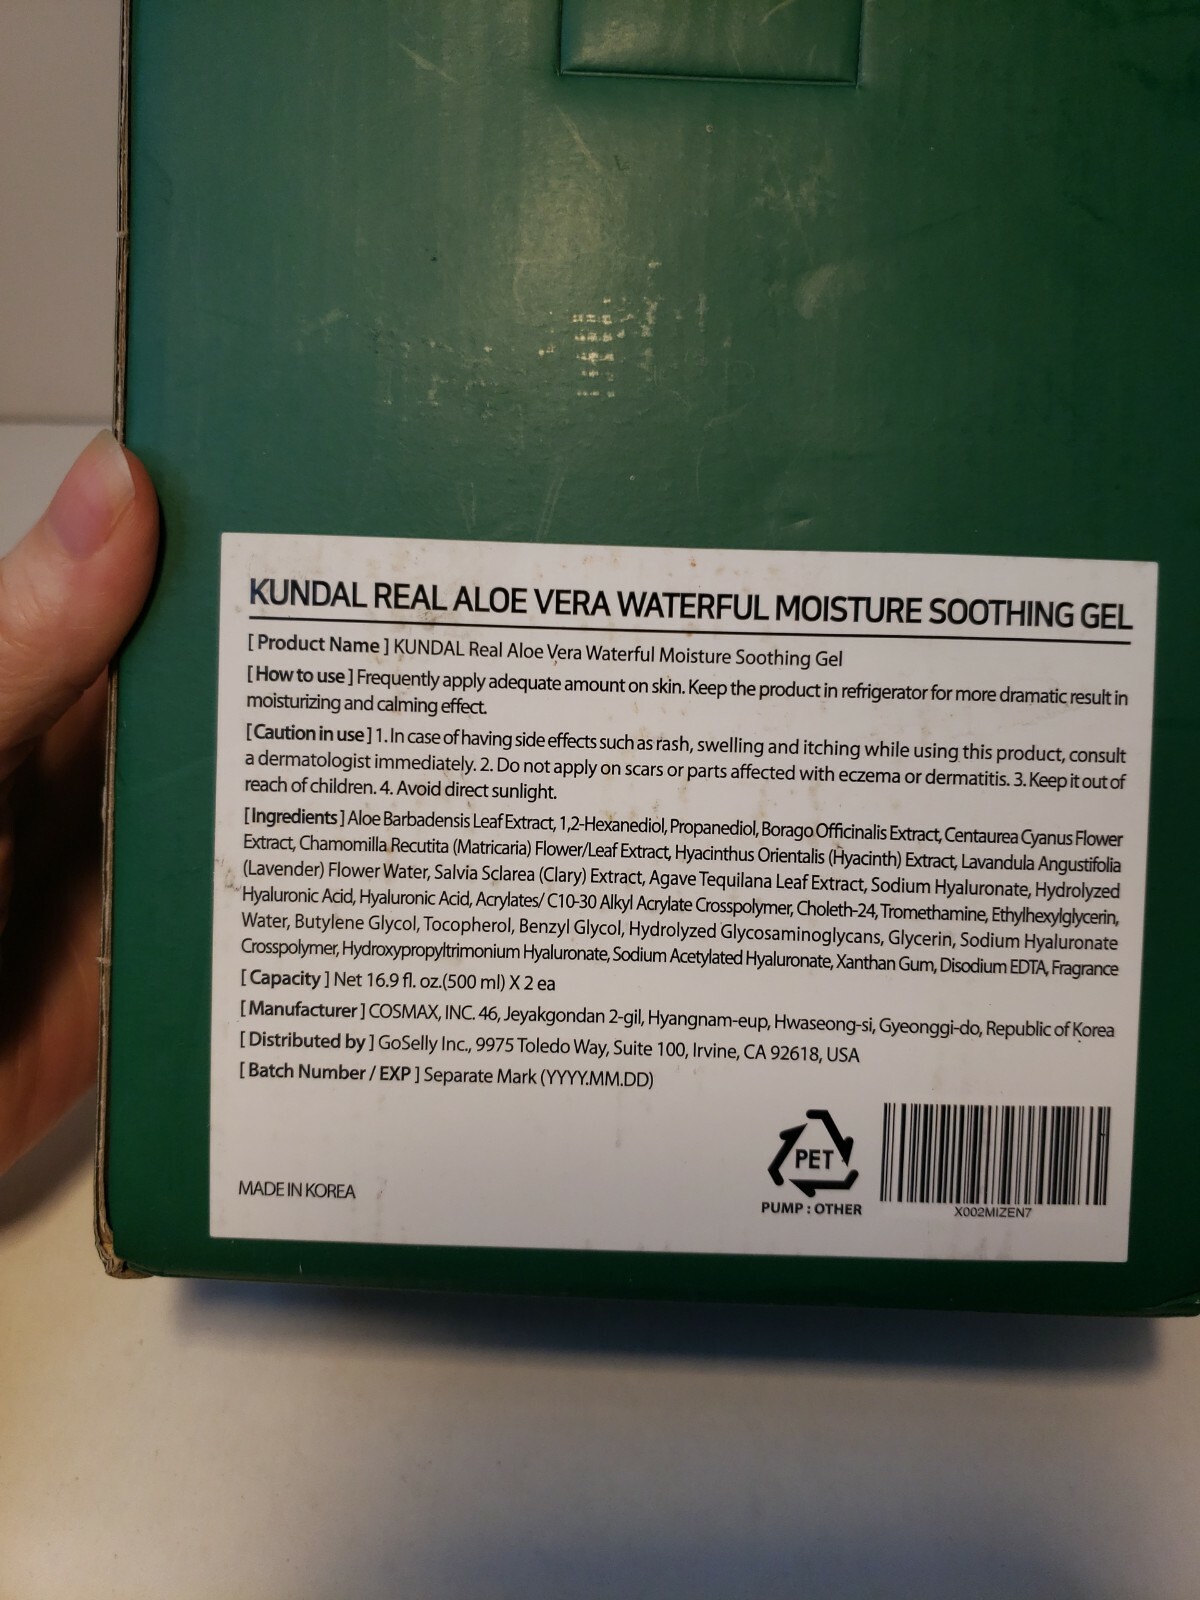 KUNDAL REAL ALOE VERA WATERFUL MOISTURE SOOTHING GEL
[ Product Name ] KUNDAL Real Aloe Vera Waterful Moisture Soothing Gel
[ How to use ] Frequently apply adequate amount on skin. Keep the product in refrigerator for more dramatic result in
moisturizing and calming effect.
[ Caution in use ] 1. In case of having side effects such as rash, swelling and itching while using this product, consult
a dermatologist immediately. 2. Do not apply on scars or parts affected with eczema or dermatitis. 3. Keep it out of
reach of children. 4. Avoid direct sunlight.
[ Ingredients ] Aloe Barbadensis Leaf Extract, 1,2-Hexanediol, Propanediol, Borago Officinalis Extract, Centaurea Cyanus Flower
Extract, Chamomilla Recutita (Matricaria) Flower/Leaf Extract, Hyacinthus Orientalis (Hyacinth) Extract, Lavandula Angustifolia
(Lavender) Flower Water, Salvia Sclarea (Clary) Extract, Agave Tequilana Leaf Extract, Sodium Hyaluronate, Hydrolyzed
Hyaluronic Acid, Hyaluronic Acid, Acrylates/ C10-30 Alkyl Acrylate Crosspolymer, Choleth-24, Tromethamine, Ethylhexylglycerin,
Water, Butylene Glycol, Tocopherol, Benzyl Glycol, Hydrolyzed Glycosaminoglycans, Glycerin, Sodium Hyaluronate
Crosspolymer, Hydroxypropyltrimonium Hyaluronate, Sodium Acetylated Hyaluronate, Xanthan Gum, Disodium EDTA, Fragrance
[ Capacity ] Net 16.9 fl. oz.(500 ml) X 2 ea
[ Manufacturer ] COSMAX, INC. 46, Jeyakgondan 2-gil, Hyangnam-eup, Hwaseong-si, Gyeonggi-do, Republic of Korea
[ Distributed by ] GoSelly Inc., 9975 Toledo Way, Suite 100, Irvine, CA 92618, USA
[ Batch Number / EXP ] Separate Mark (YYYY.MM.DD)
PET
PUMP : OTHER
X002MIZEN7
MADE IN KOREA